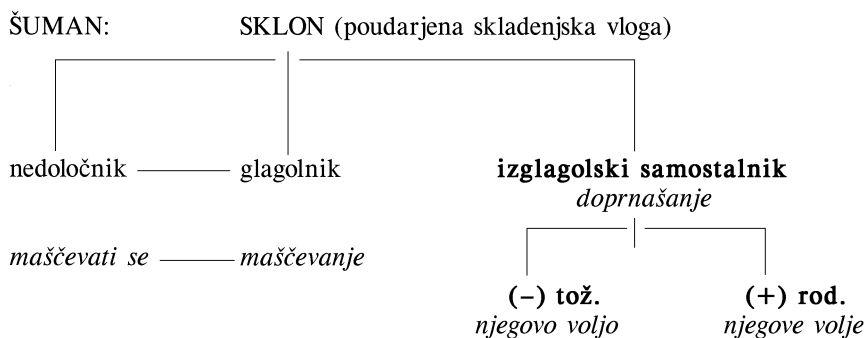 ŠUMAN: SKLON (poudarjena skladenjska vloga)
nedoločnik glagolnik izglagolski samostalnik
doprnašanje
maščevati se maščevanje
(–) tož. (+) rod.
njegovo voljo njegove volje